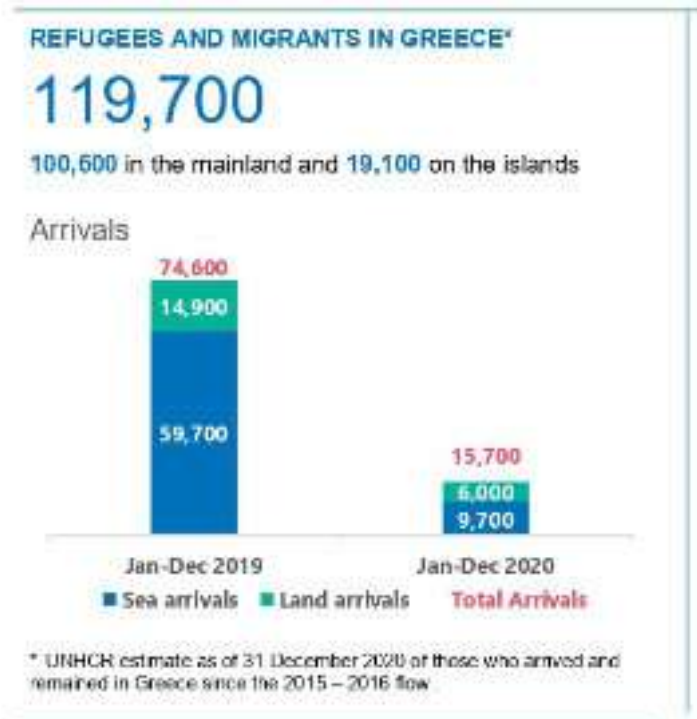 REFUGEES AND MIGRANTS IN GREECE*
119,700
100,600 in the mainland and 19,100 on the islands
Arrivals
74,600
14,900
59,700
15,700
6,000
9,700
Jan-Dec 2019 Jan-Dec 2020
Sea arrivals Land arrivals Total Arrivals
* UNHCR estimate as of 31 December 2020 of those who arrived and
remained in Greece since the 2015 – 2016 flow